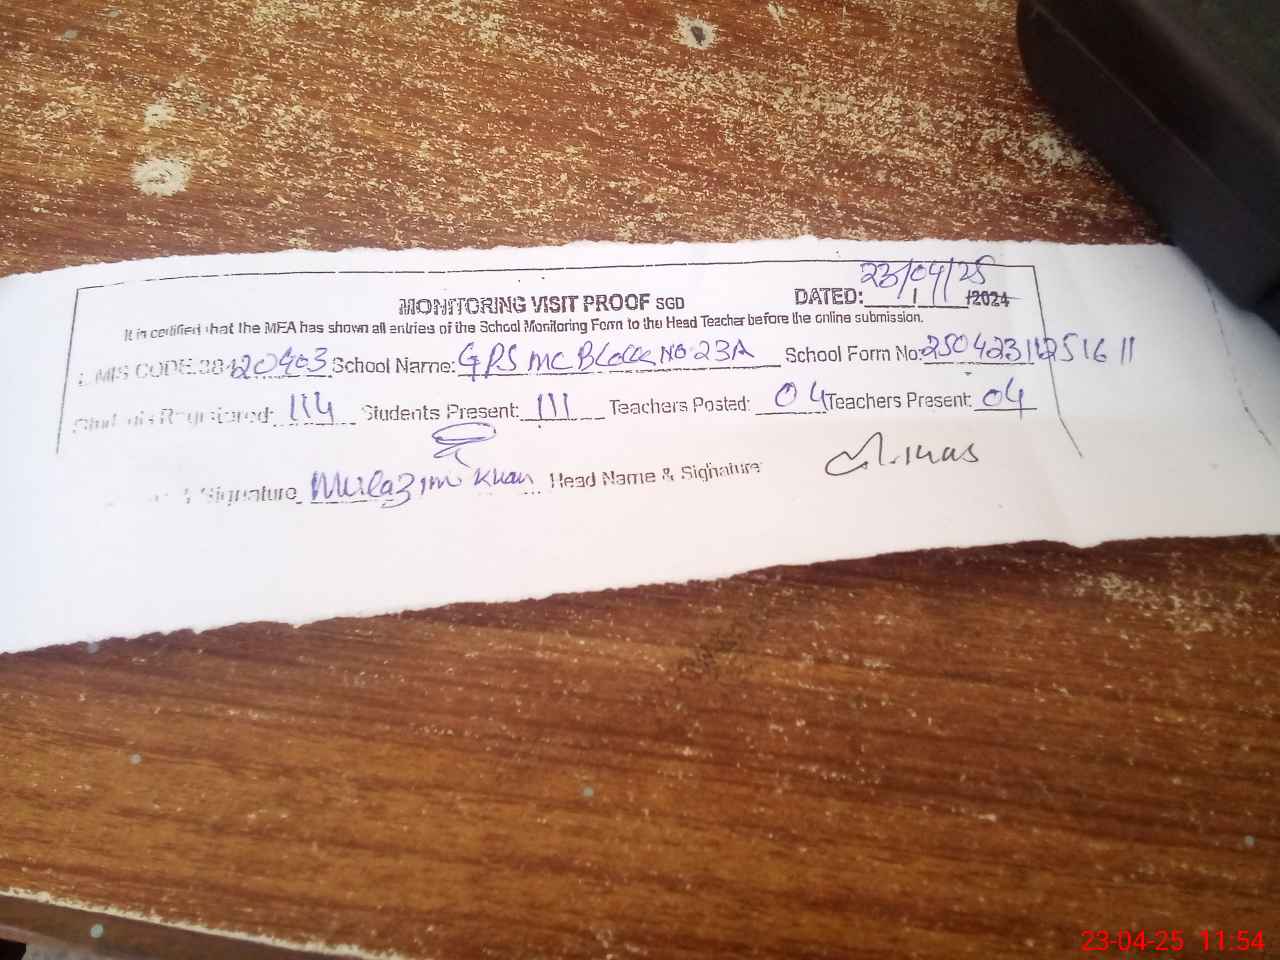 23/04/25
MONITORING VISIT PROOF SGD DATED: / / /2024
It is certified that the MEA has shown all entries of the School Monitoring Form to the Head Teacher before the online submission.
EMIS CODE: 38420403 School Name: GPS MC Block No 23A School Form No:
Students Registered: 114 Students Present: 111 Teachers Posted: 04 Teachers Present: 04
& Signature Mulazim Khan Head Name & Signature
23-04-25 11:54